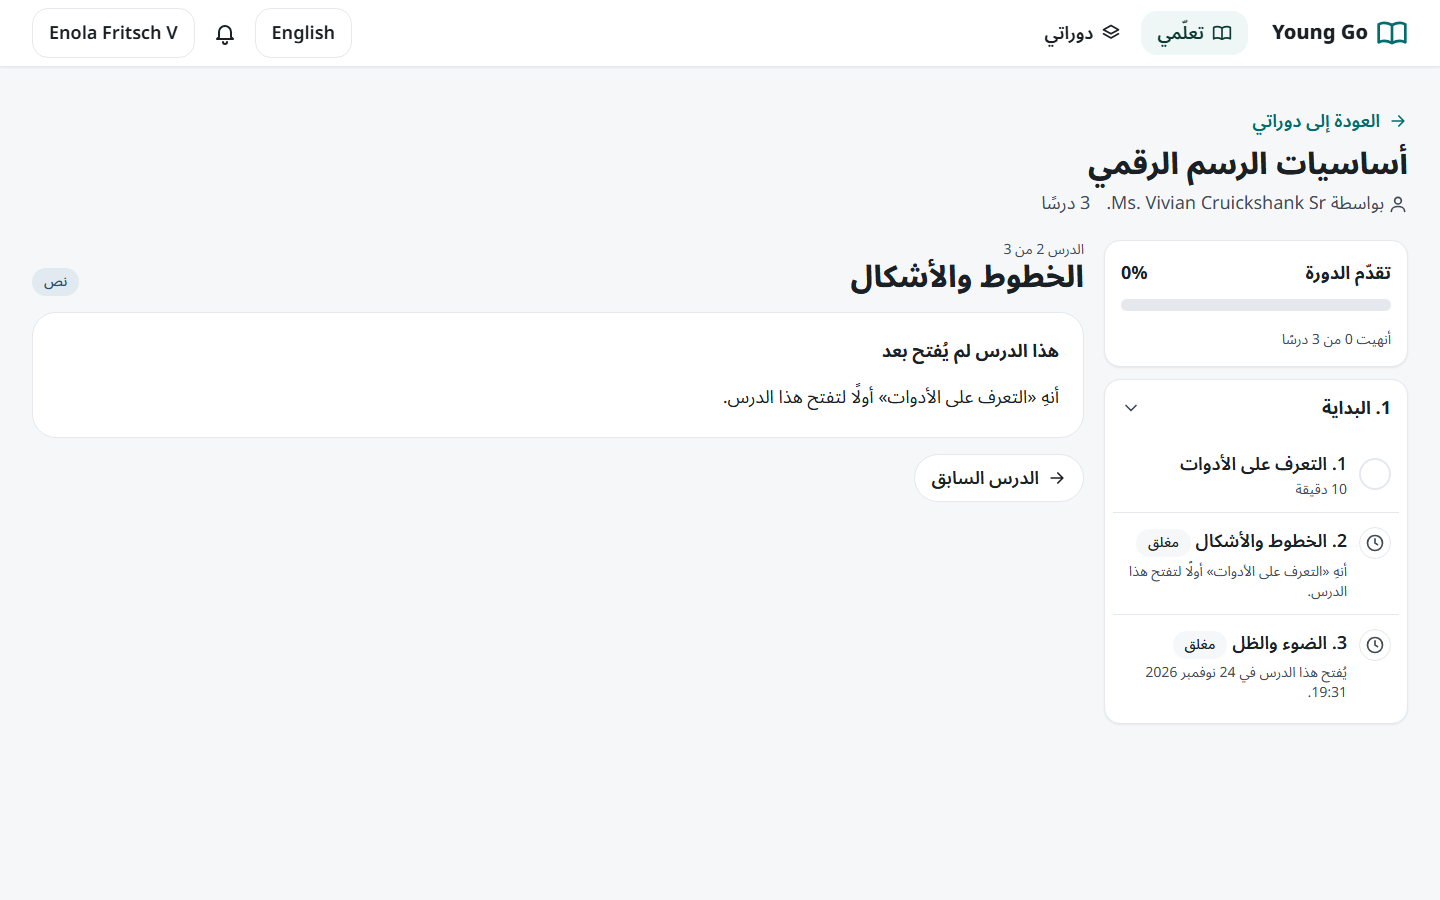 Young Go
تعلّمي
دوراتي
English
Enola Fritsch V
العودة إلى دوراتي
أساسيات الرسم الرقمي
بواسطة Ms. Vivian Cruickshank Sr. 3 درسًا
تقدّم الدورة 0%
أنهيت 0 من 3 درسًا
1. البداية
1. التعرف على الأدوات
10 دقيقة
2. الخطوط والأشكال مغلق
أنهِ «التعرف على الأدوات» أولًا لتفتح هذا
الدرس.
3. الضوء والظل مغلق
يُفتح هذا الدرس في 24 نوفمبر 2026
19:31.
الدرس 2 من 3
الخطوط والأشكال
نص
هذا الدرس لم يُفتح بعد
أنهِ «التعرف على الأدوات» أولًا لتفتح هذا الدرس.
الدرس السابق